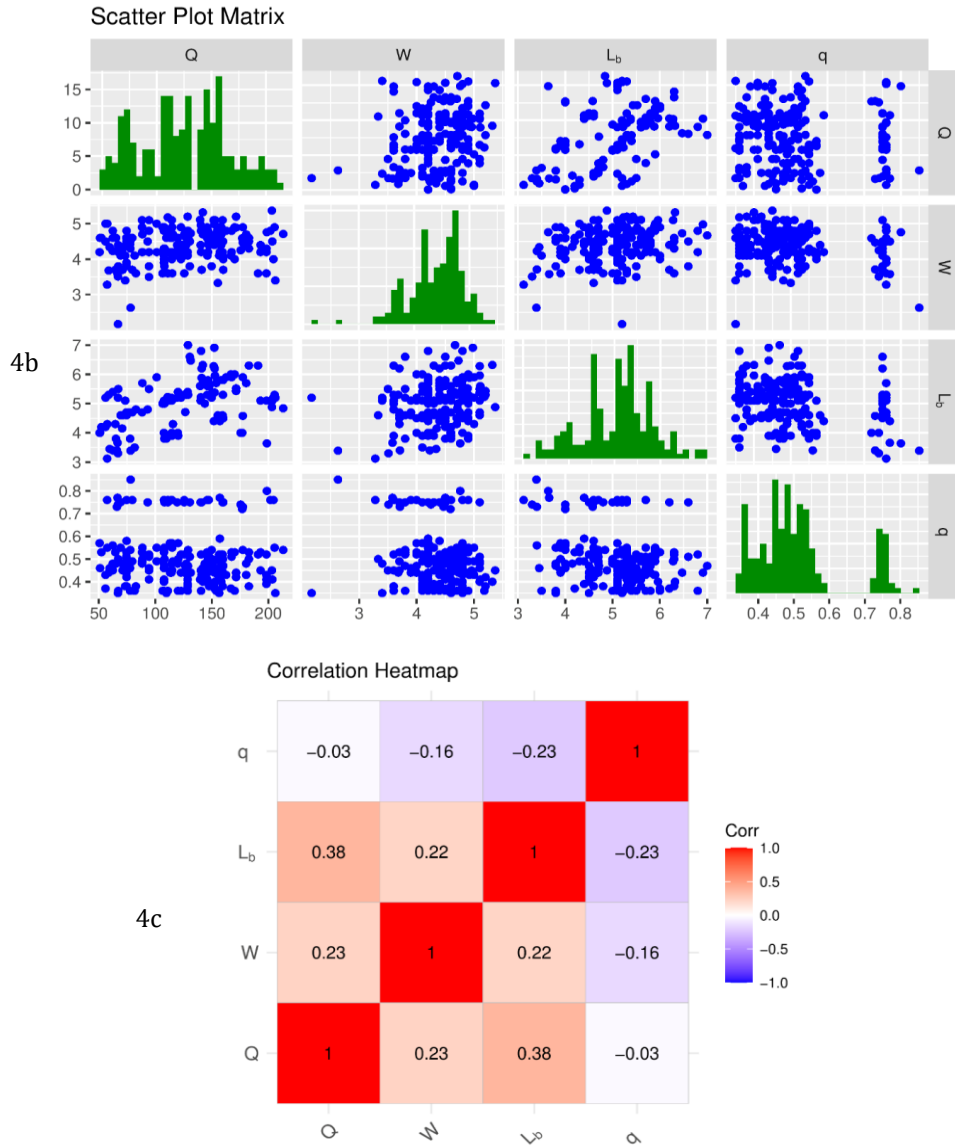 Scatter Plot Matrix
Q W Lb q
15
10
5
0
Q
5
4
3
W
4b
7
6
5
4
3
Lb
0.8
0.7
0.6
0.5
0.4
q
50 100 150 200 3 4 5 3 4 5 6 7 0.4 0.5 0.6 0.7 0.8
Correlation Heatmap
q −0.03 −0.16 −0.23 1
Lb 0.38 0.22 1 −0.23
4c
W 0.23 1 0.22 −0.16
Q 1 0.23 0.38 −0.03
Q W Lb q
Corr
1.0
0.5
0.0
−0.5
−1.0